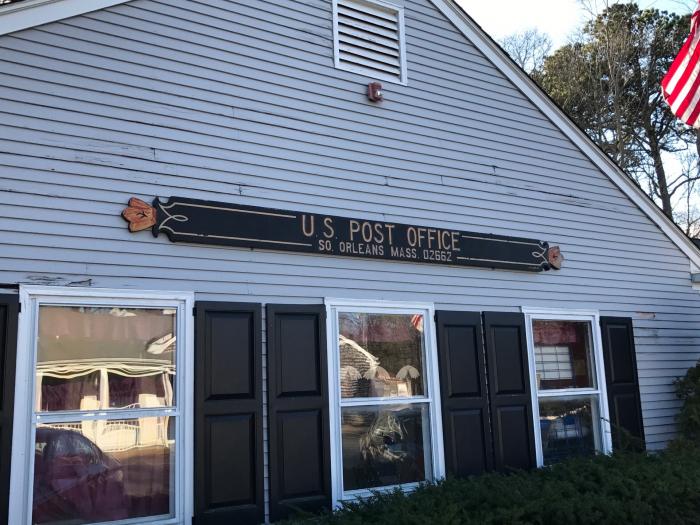 U.S. POST OFFICE
SO. ORLEANS MASS. 02662